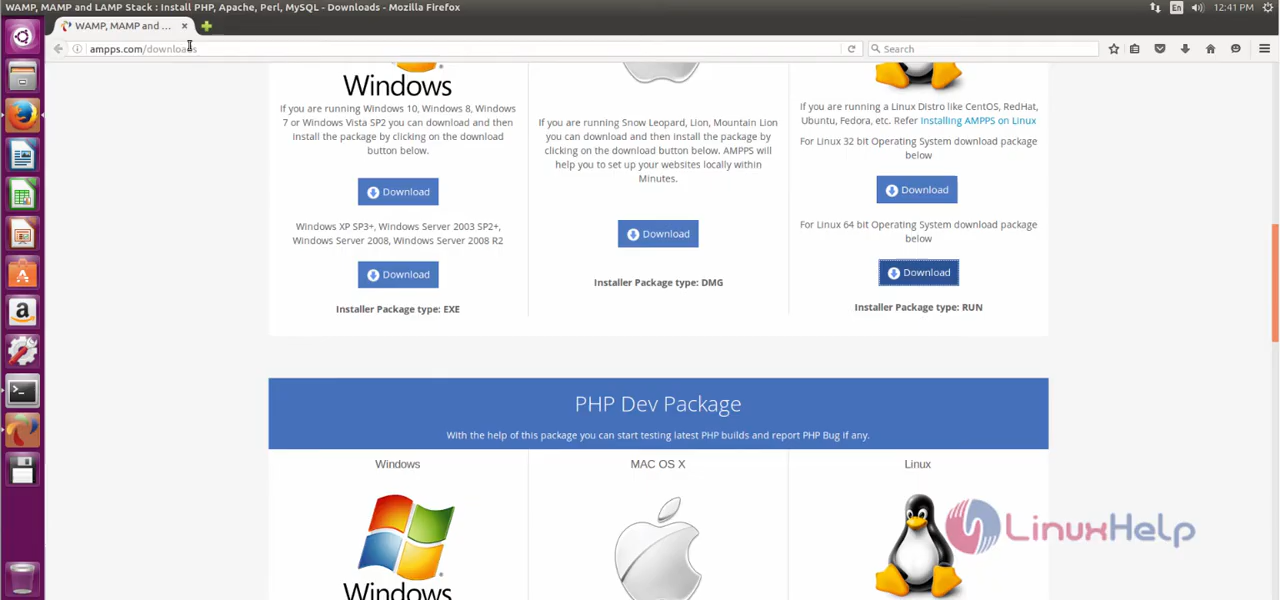 WAMP, MAMP and LAMP Stack : Install PHP, Apache, Perl, MySQL - Downloads - Mozilla Firefox
En
12:41 PM
WAMP, MAMP and ...
ampps.com/downloads
Search
Windows
If you are running Windows 10, Windows 8, Windows
7 or Windows Vista SP2 you can download and then
install the package by clicking on the download
button below.
Download
Windows XP SP3+, Windows Server 2003 SP2+,
Windows Server 2008, Windows Server 2008 R2
Download
Installer Package type: EXE
If you are running Snow Leopard, Lion, Mountain Lion
you can download and then install the package by
clicking on the download button below. AMPPS will
help you to set up your websites locally within
Minutes.
Download
Installer Package type: DMG
If you are running a Linux Distro like CentOS, RedHat,
Ubuntu, Fedora, etc. Refer Installing AMPPS on Linux
For Linux 32 bit Operating System download package
below
Download
For Linux 64 bit Operating System download package
below
Download
Installer Package type: RUN
PHP Dev Package
With the help of this package you can start testing latest PHP builds and report PHP Bug if any.
Windows
MAC OS X
Linux
Windows
LinuxHelp